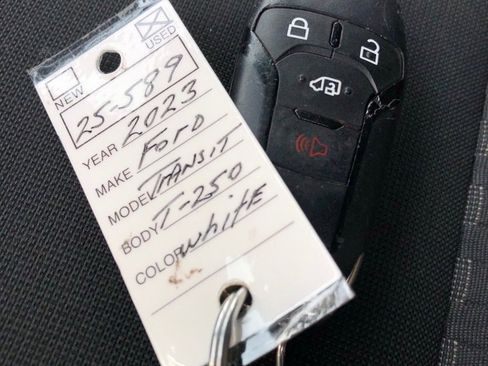 NEW USED
25-589
YEAR 2023
MAKE Ford
MODEL TRANSIT
BODY T-250
COLOR White